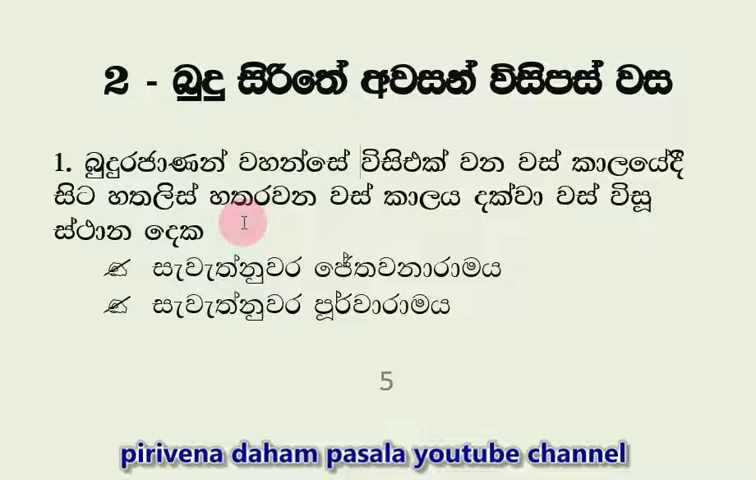 2 - බුදු සිරිතේ අවසන් විසිපස් වස
1. බුදුරජාණන් වහන්සේ විසිඑක් වන වස් කාලයේදී
සිට හතලිස් හතරවන වස් කාලය දක්වා වස් විසූ
ස්ථාන දෙක
සැවැත්නුවර ජේතවනාරාමය
සැවැත්නුවර පූර්වාරාමය
5
pirivena daham pasala youtube channel